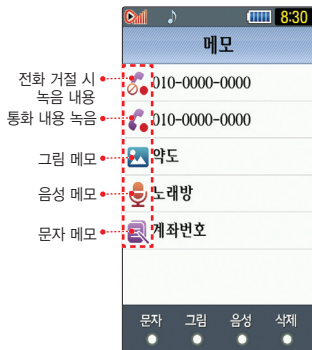 8:30
메모
전화 거절 시
녹음 내용
010-0000-0000
통화 내용 녹음
010-0000-0000
그림 메모
약도
음성 메모
노래방
문자 메모
계좌번호
문자 그림 음성 삭제